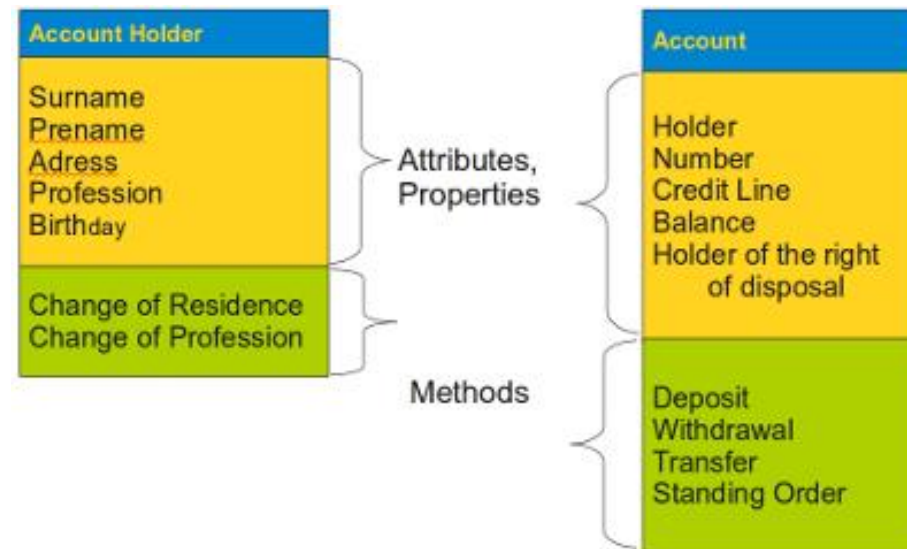 Account Holder
Surname
Prename
Adress
Profession
Birthday
Change of Residence
Change of Profession
Attributes,
Properties
Methods
Account
Holder
Number
Credit Line
Balance
Holder of the right
of disposal
Deposit
Withdrawal
Transfer
Standing Order